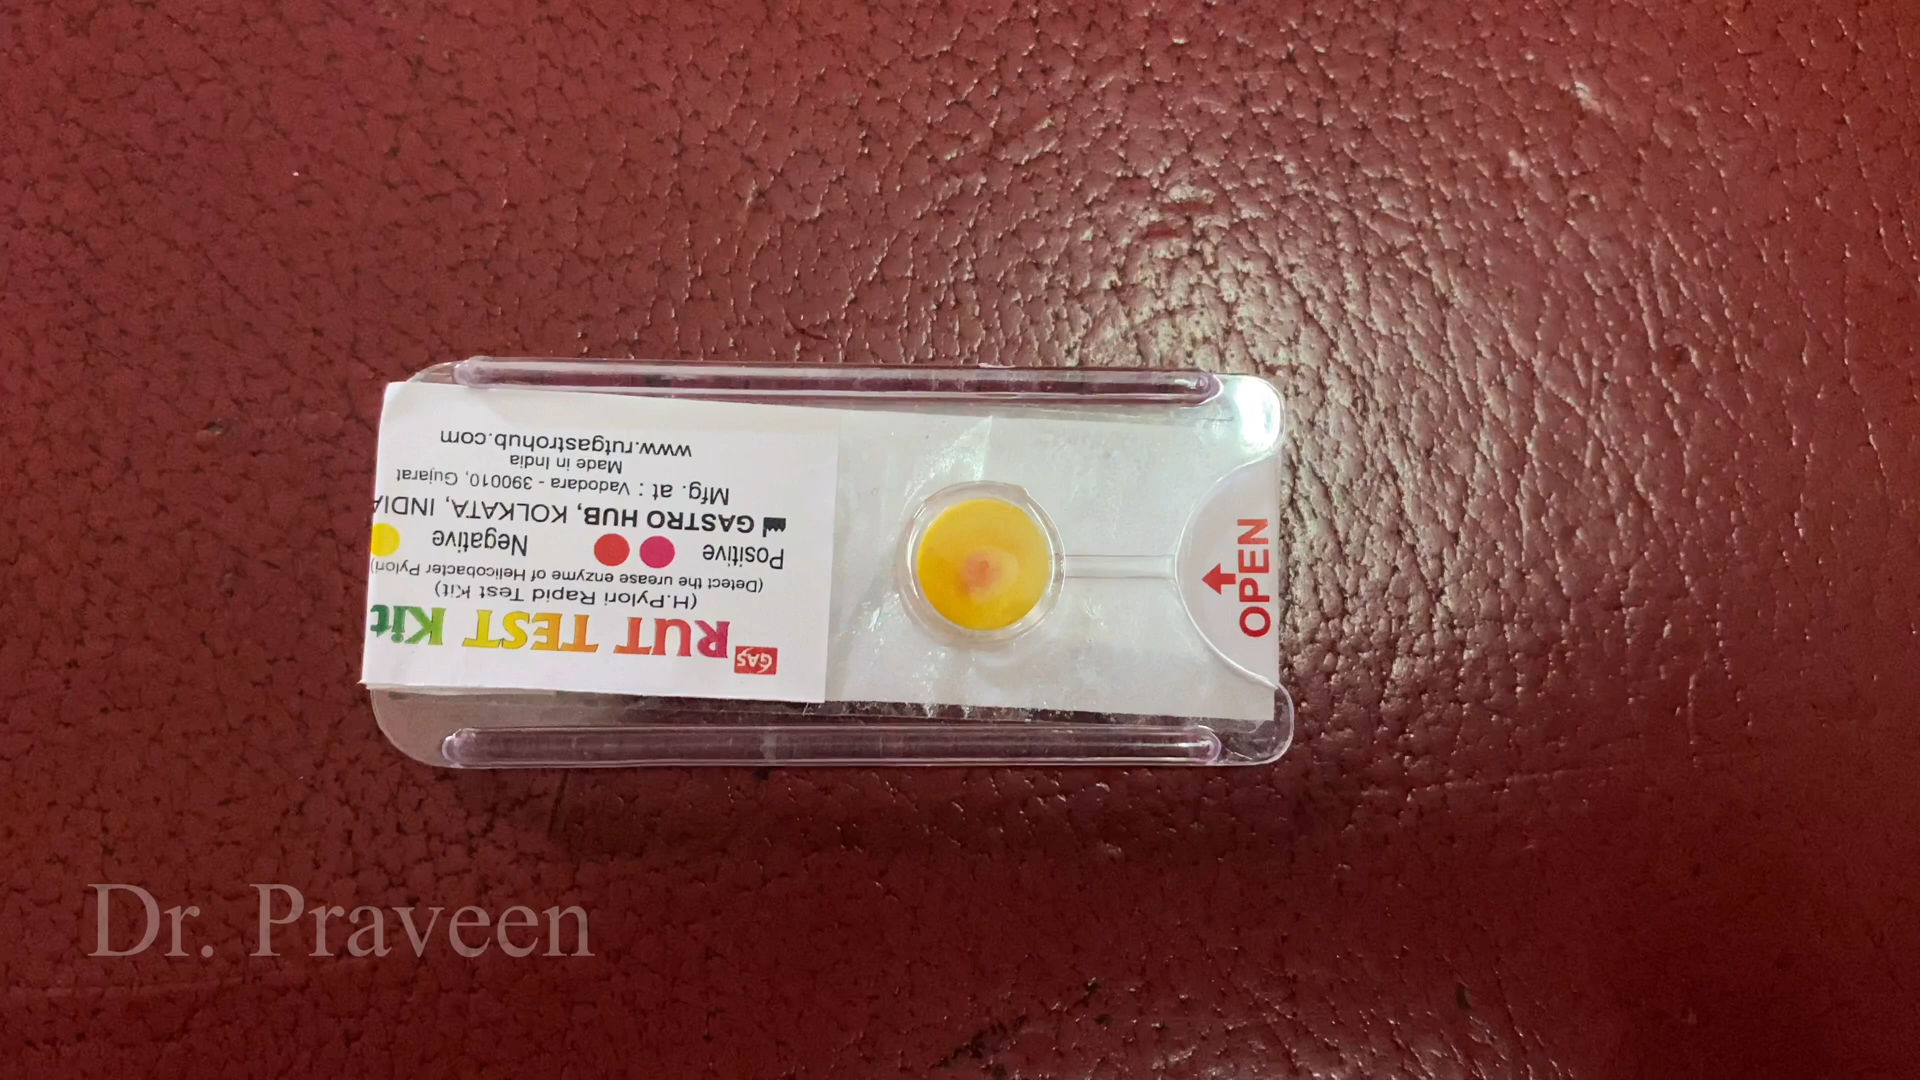 GAS RUT TEST Kit
(H.Pylori Rapid Test Kit)
(Detect the urease enzyme of Helicobacter Pylori)
Positive Negative
GASTRO HUB, KOLKATA, INDIA
Mfg. at : Vadodara - 390010, Gujarat
Made in India
www.rutgastrohub.com
OPEN
Dr. Praveen